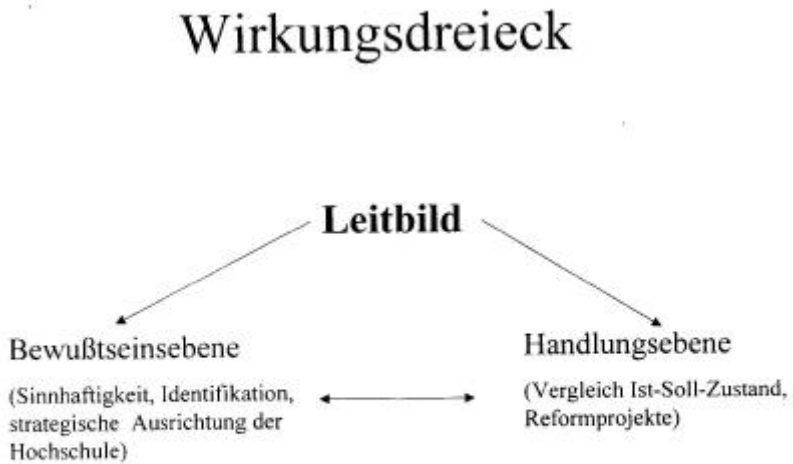 Wirkungsdreieck
Leitbild
Bewußtseinsebene
(Sinnhaftigkeit, Identifikation,
strategische Ausrichtung der
Hochschule)
Handlungsebene
(Vergleich Ist-Soll-Zustand,
Reformprojekte)